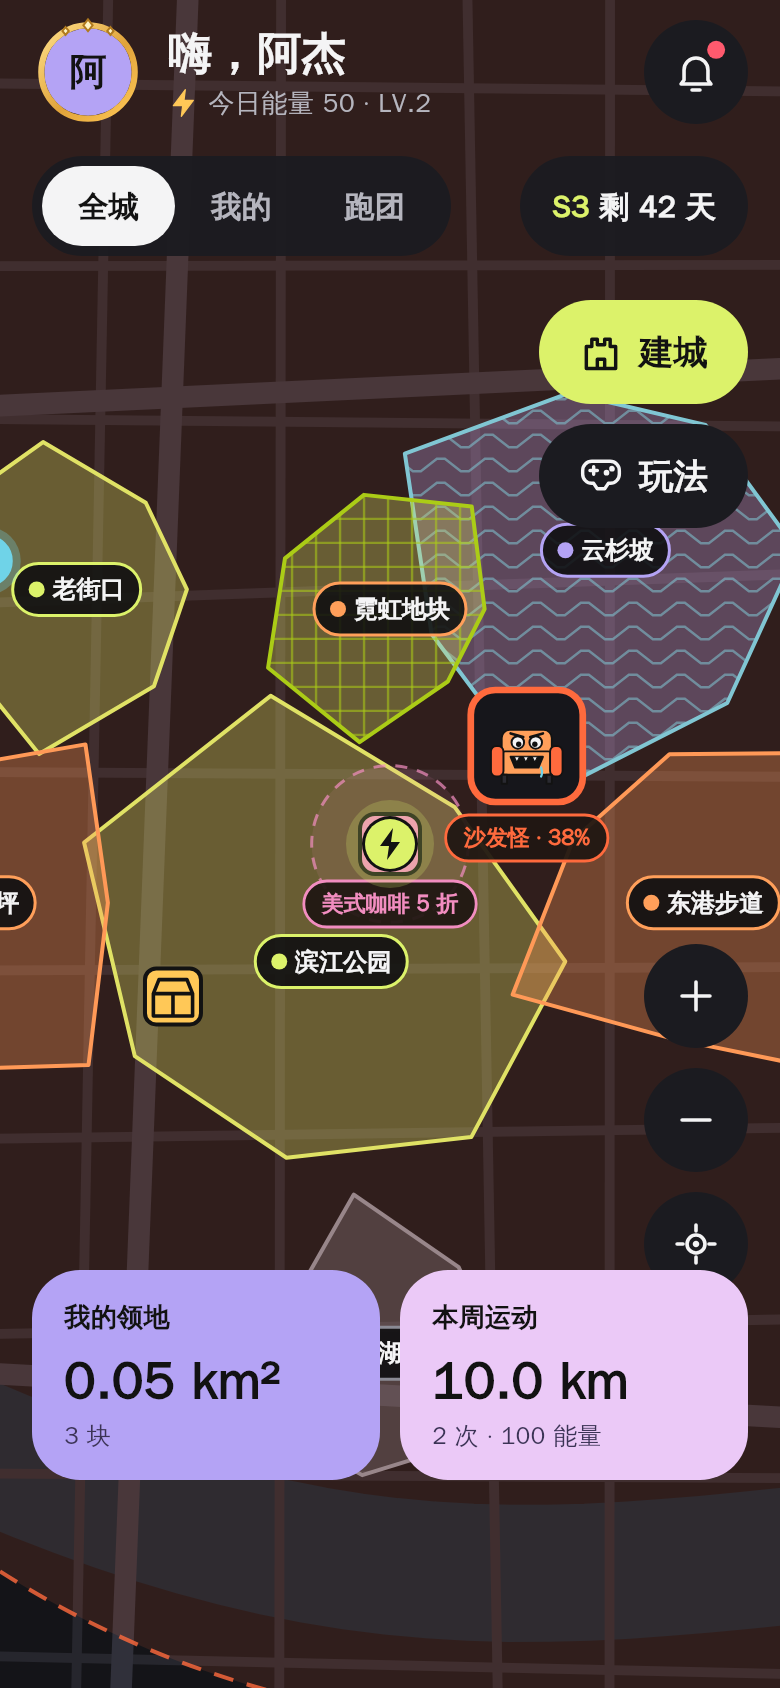 阿
嗨，阿杰
今日能量 50 · LV.2
全城
我的
跑团
S3 剩 42 天
建城
玩法
云杉坡
老街口
霓虹地块
沙发怪 · 38%
美式咖啡 5 折
坪
东港步道
滨江公园
我的领地
0.05 km²
3 块
湖
本周运动
10.0 km
2 次 · 100 能量